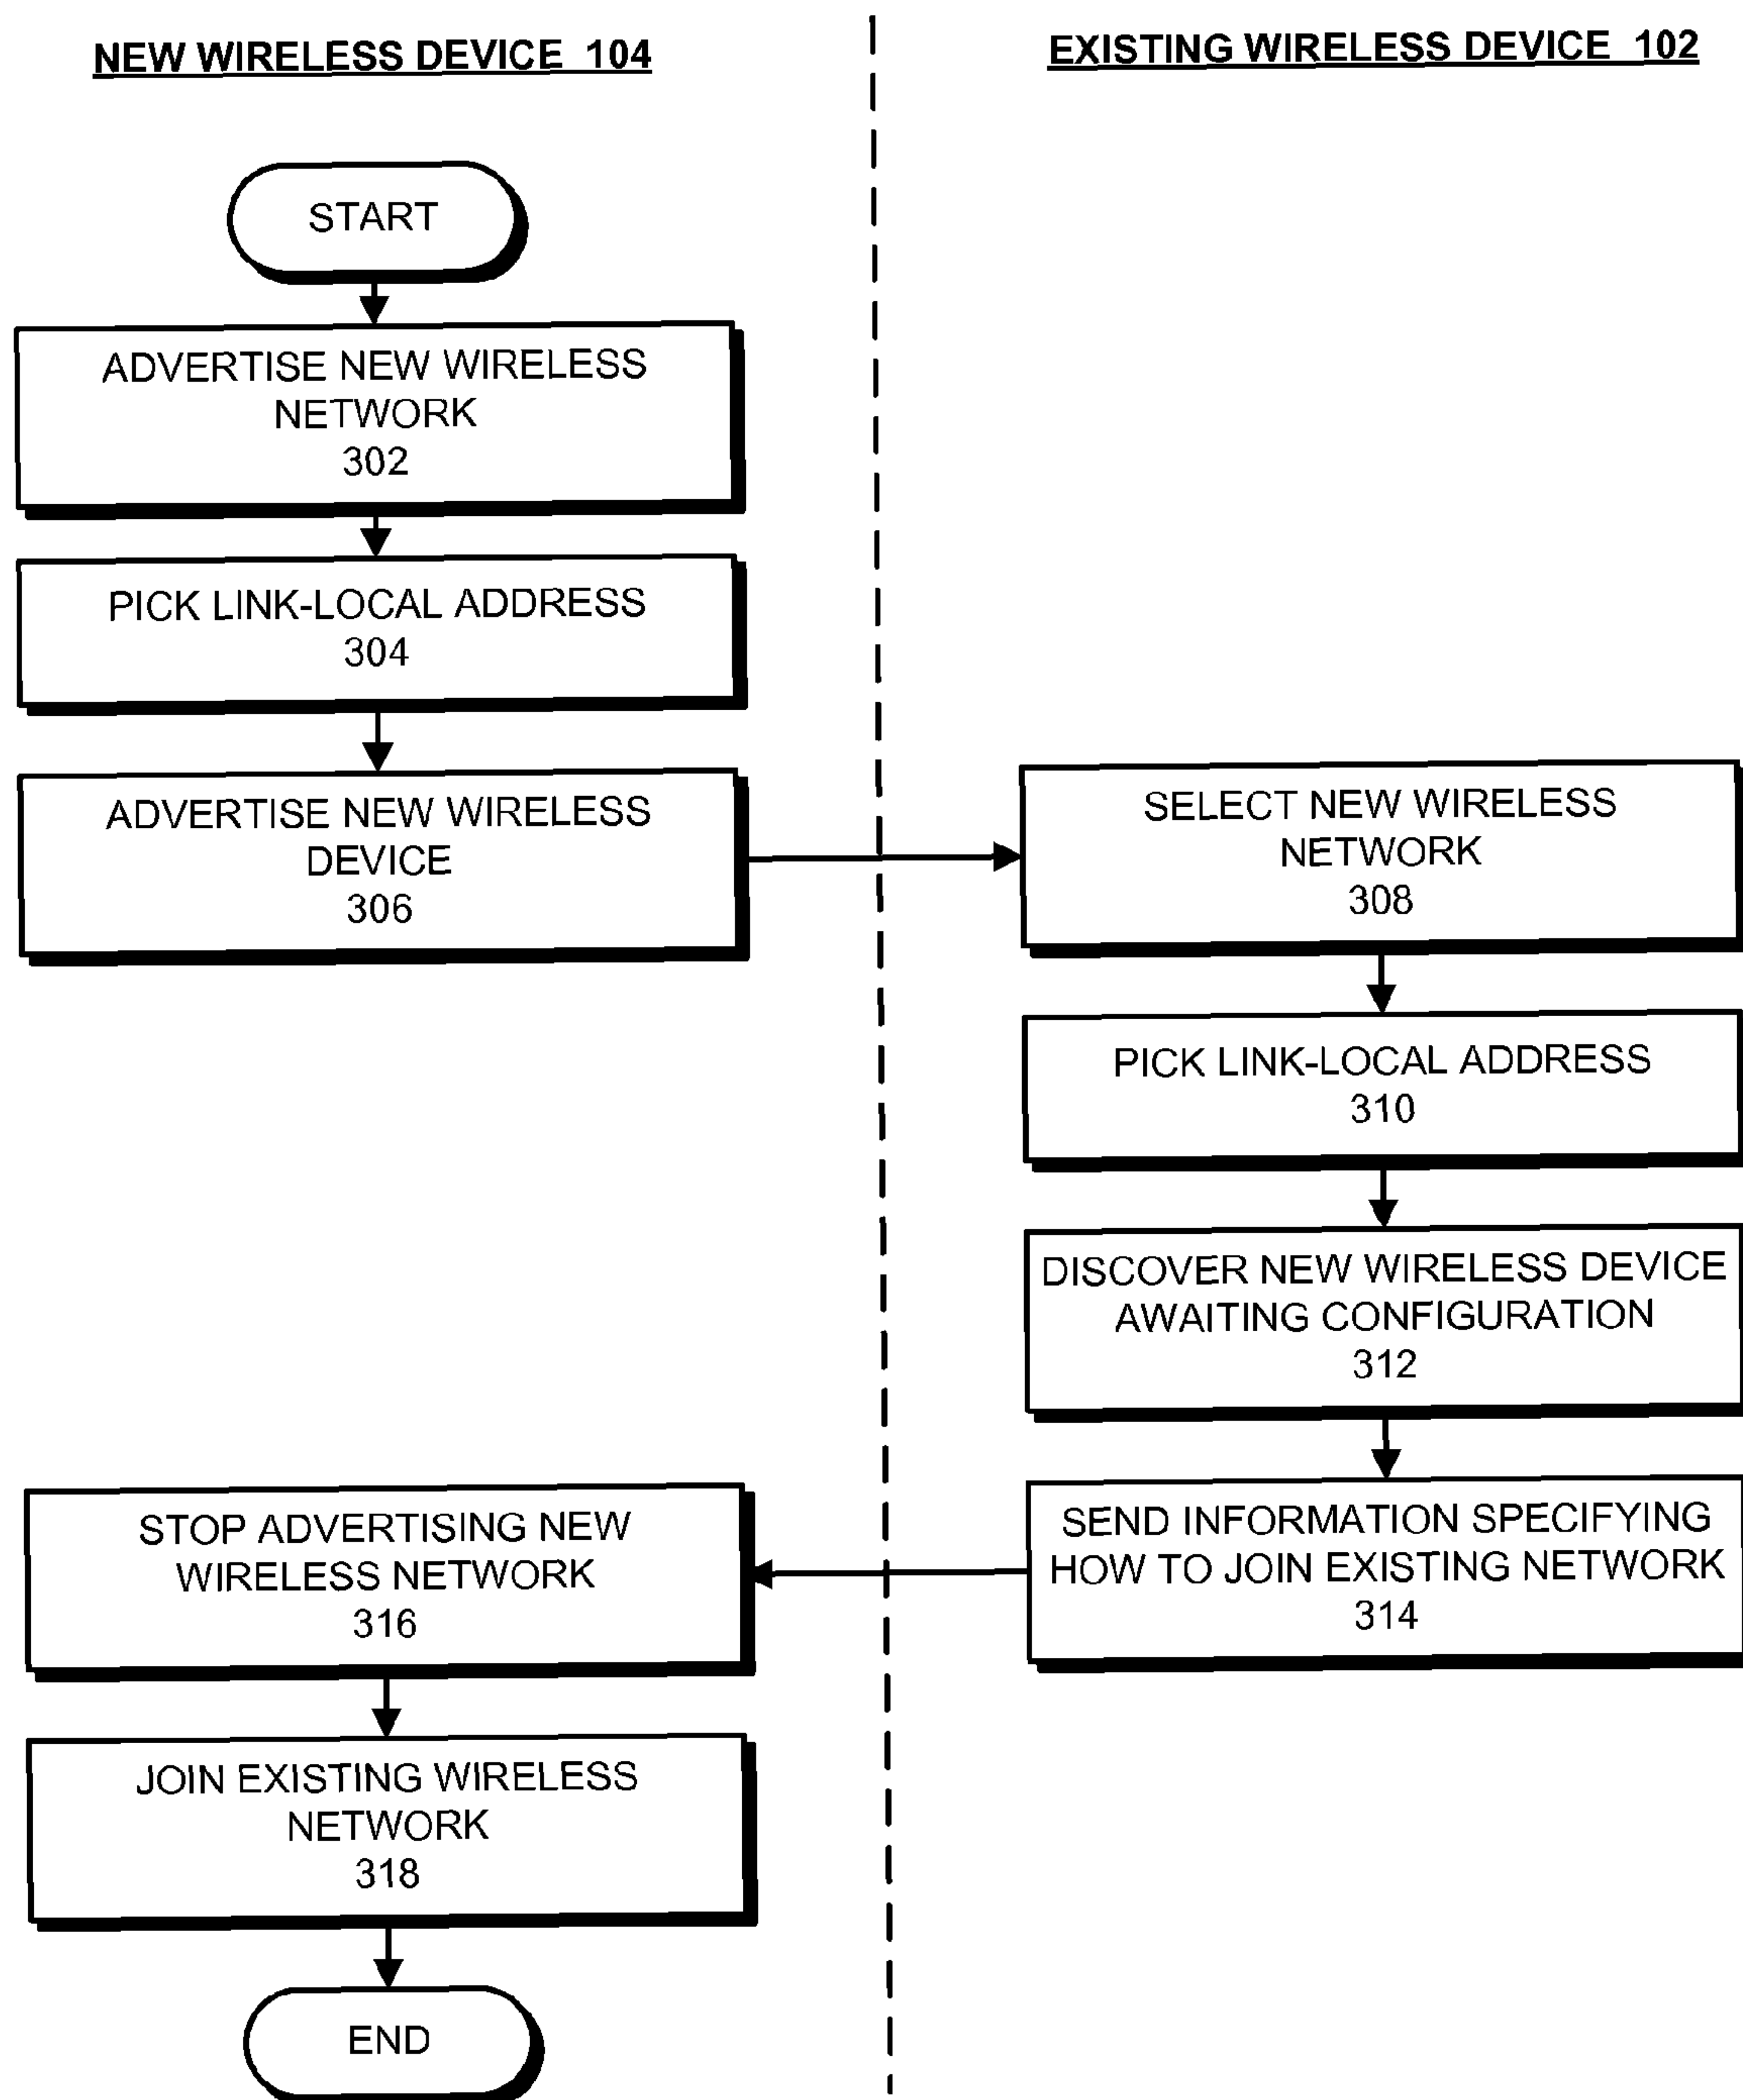 NEW WIRELESS DEVICE 104
EXISTING WIRELESS DEVICE 102
START
ADVERTISE NEW WIRELESS
NETWORK
302
PICK LINK-LOCAL ADDRESS
304
ADVERTISE NEW WIRELESS
DEVICE
306
SELECT NEW WIRELESS
NETWORK
308
PICK LINK-LOCAL ADDRESS
310
DISCOVER NEW WIRELESS DEVICE
AWAITING CONFIGURATION
312
SEND INFORMATION SPECIFYING
HOW TO JOIN EXISTING NETWORK
314
STOP ADVERTISING NEW
WIRELESS NETWORK
316
JOIN EXISTING WIRELESS
NETWORK
318
END